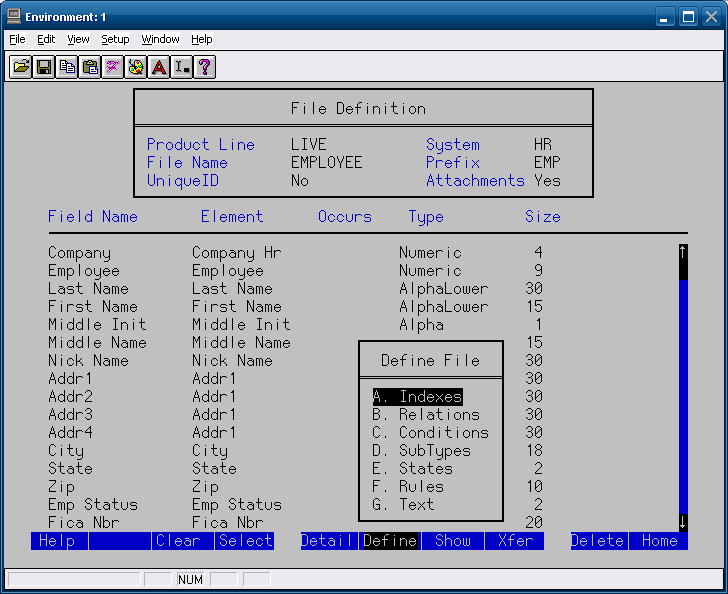 Environment: 1
File Edit View Setup Window Help
File Definition
Product Line LIVE System HR
File Name EMPLOYEE Prefix EMP
UniqueID No Attachments Yes
Field Name Element Occurs Type Size
Company Company Hr Numeric 4
Employee Employee Numeric 9
Last Name Last Name AlphaLower 30
First Name First Name AlphaLower 15
Middle Init Middle Init Alpha 1
Middle Name Middle Name 15
Nick Name Nick Name Define File 30
Addr1 Addr1 30
Addr2 Addr1 A. Indexes 30
Addr3 Addr1 B. Relations 30
Addr4 Addr1 C. Conditions 30
City City D. SubTypes 18
State State E. States 2
Zip Zip F. Rules 10
Emp Status Emp Status G. Text 2
Fica Nbr Fica Nbr 20
Help Clear Select Detail Define Show Xfer Delete Home
NUM